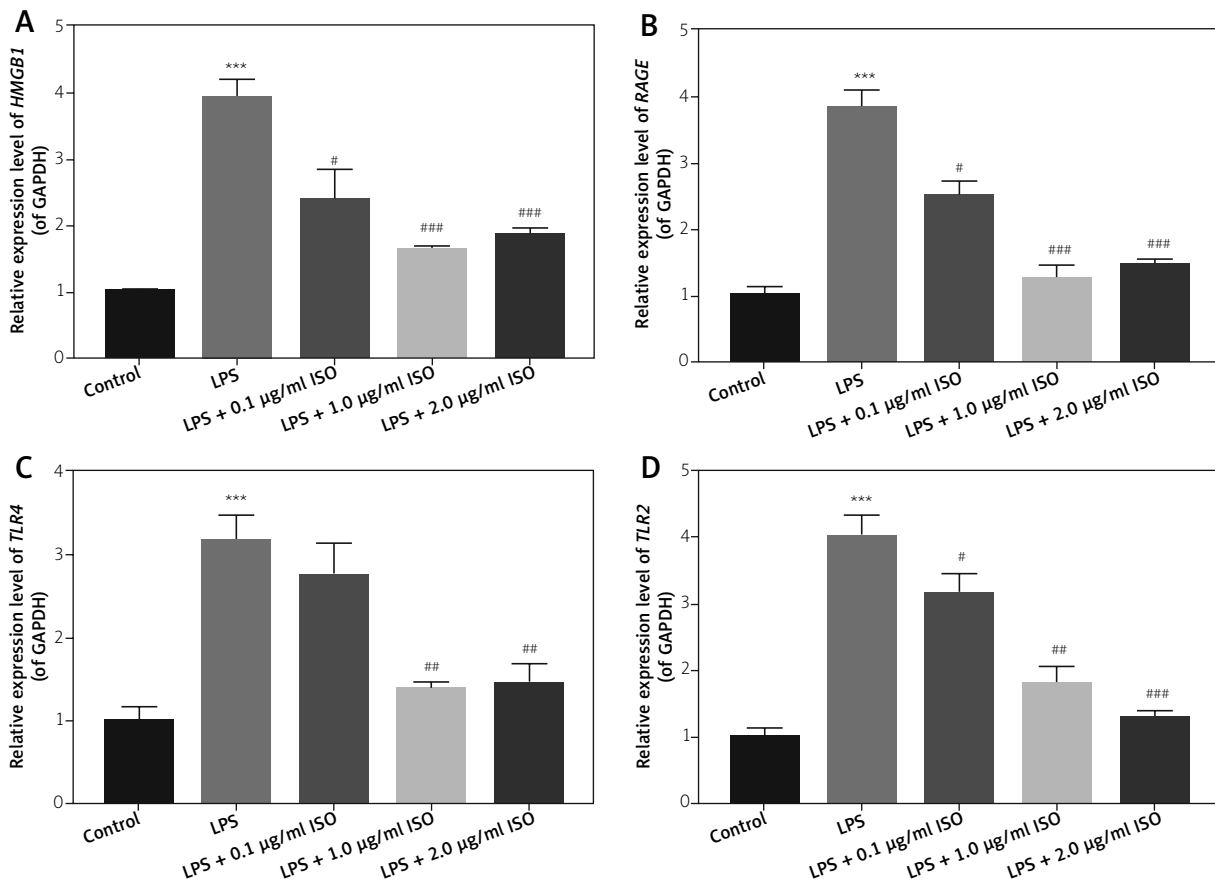 A
Relative expression level of HMGB1
(of GAPDH)
5
4
3
2
1
0
***
#
###
###
Control
LPS
LPS + 0.1 µg/ml ISO
LPS + 1.0 µg/ml ISO
LPS + 2.0 µg/ml ISO
B
Relative expression level of RAGE
(of GAPDH)
5
4
3
2
1
0
***
#
###
###
Control
LPS
LPS + 0.1 µg/ml ISO
LPS + 1.0 µg/ml ISO
LPS + 2.0 µg/ml ISO
C
Relative expression level of TLR4
(of GAPDH)
4
3
2
1
0
***
##
##
Control
LPS
LPS + 0.1 µg/ml ISO
LPS + 1.0 µg/ml ISO
LPS + 2.0 µg/ml ISO
D
Relative expression level of TLR2
(of GAPDH)
5
4
3
2
1
0
***
#
##
###
Control
LPS
LPS + 0.1 µg/ml ISO
LPS + 1.0 µg/ml ISO
LPS + 2.0 µg/ml ISO